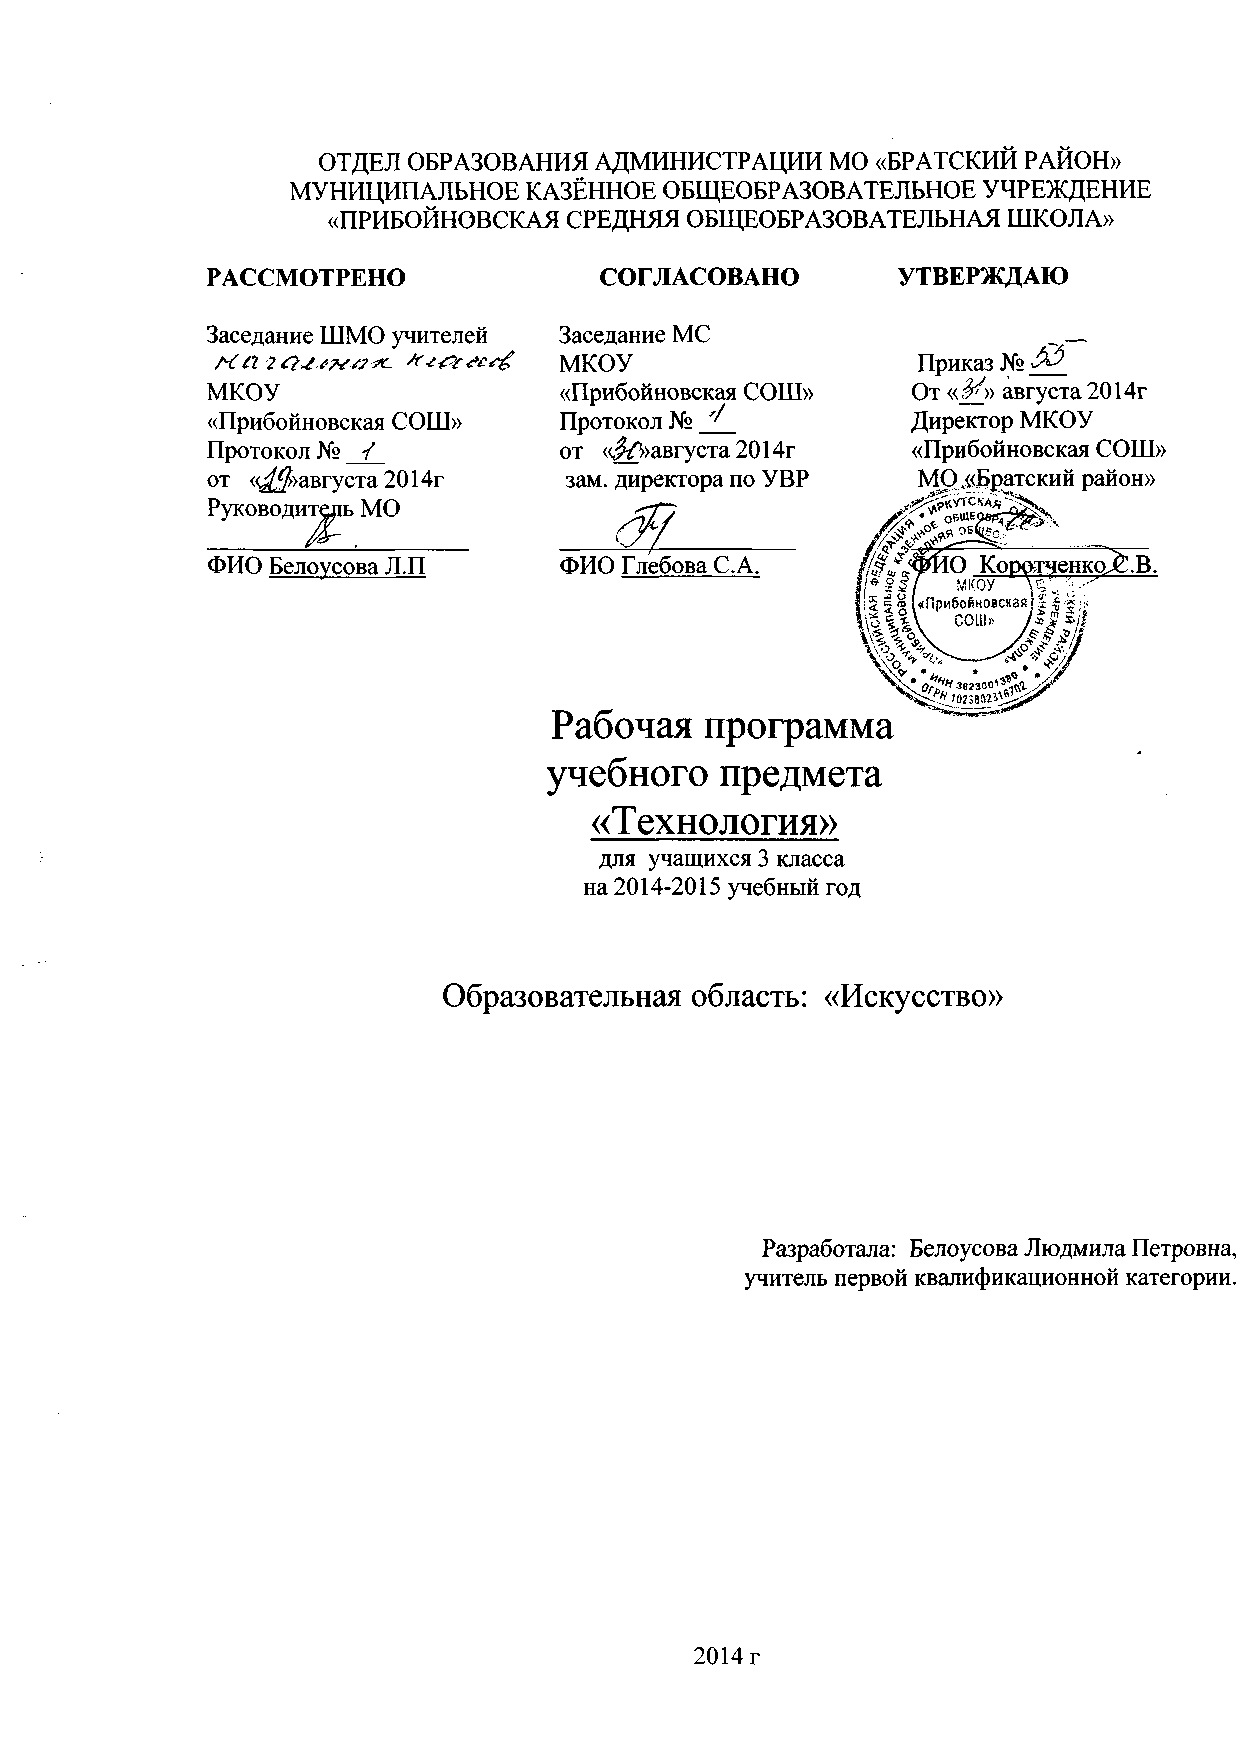 ОТДЕЛ ОБРАЗОВАНИЯ АДМИНИСТРАЦИИ МО «БРАТСКИЙ РАЙОН»
МУНИЦИПАЛЬНОЕ КАЗЁННОЕ ОБЩЕОБРАЗОВАТЕЛЬНОЕ УЧРЕЖДЕНИЕ
«ПРИБОЙНОВСКАЯ СРЕДНЯЯ ОБЩЕОБРАЗОВАТЕЛЬНАЯ ШКОЛА»
РАССМОТРЕНО
Заседание ШМО учителей
начальных классов
МКОУ
«Прибойновская СОШ»
Протокол № 1
от «29»августа 2014г
Руководитель МО
ФИО Белоусова Л.П
СОГЛАСОВАНО
Заседание МС
МКОУ
«Прибойновская СОШ»
Протокол № 1
от «30»августа 2014г
зам. директора по УВР
ФИО Глебова С.А.
УТВЕРЖДАЮ
Приказ № 53
От «31» августа 2014г
Директор МКОУ
«Прибойновская СОШ»
МО «Братский район»
ФИО Коротченко С.В.
РОССИЙСКАЯ ФЕДЕРАЦИЯ • ИРКУТСКАЯ
МКОУ
«Прибойновская
СОШ»
Рабочая программа
учебного предмета
«Технология»
для учащихся 3 класса
на 2014-2015 учебный год
Образовательная область: «Искусство»
Разработала: Белоусова Людмила Петровна,
учитель первой квалификационной категории.
2014 г